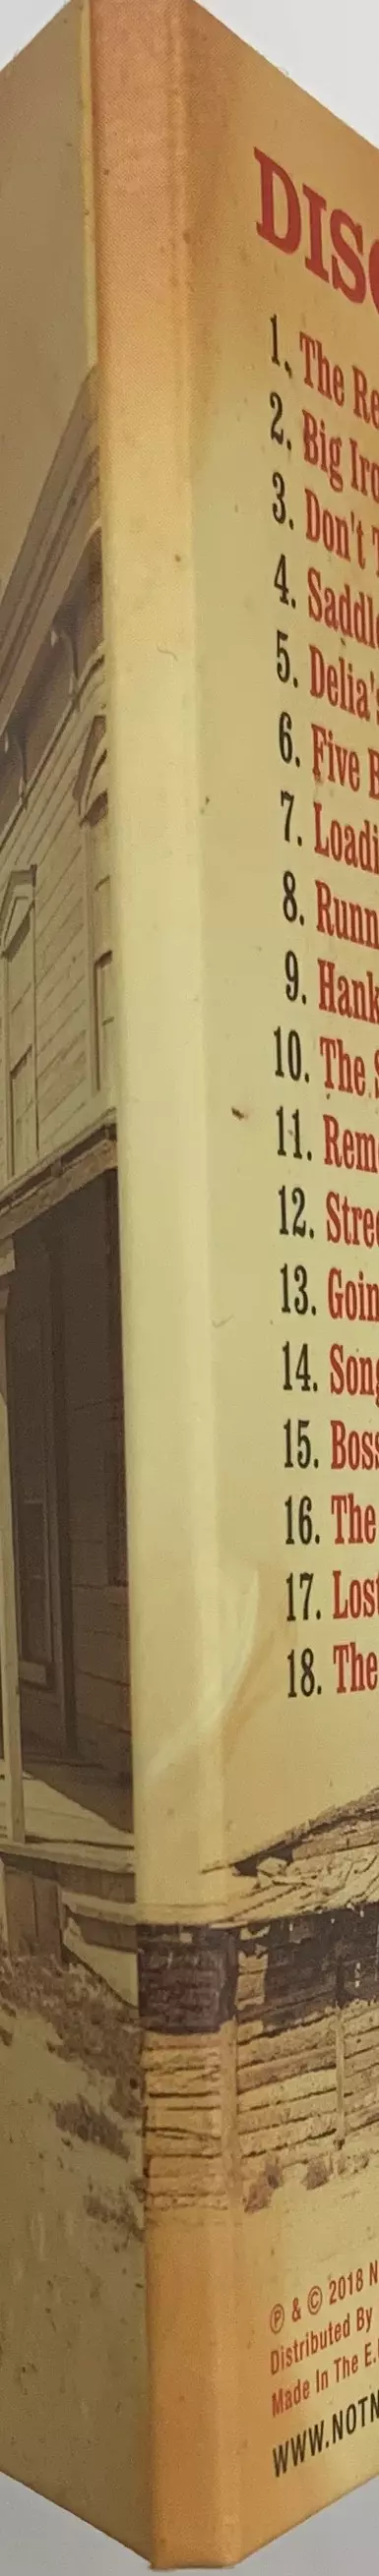 DISC
1. The Re
2. Big Iro
3. Don't T
4. Saddle
5. Delia's
6. Five B
7. Loadi
8. Runn
9. Hank
10. The S
11. Reme
12. Stree
13. Goin
14. Song
15. Boss
16. The
17. Lost
18. The
℗ & © 2018 N
Distributed By
Made In The E.
WWW.NOTN